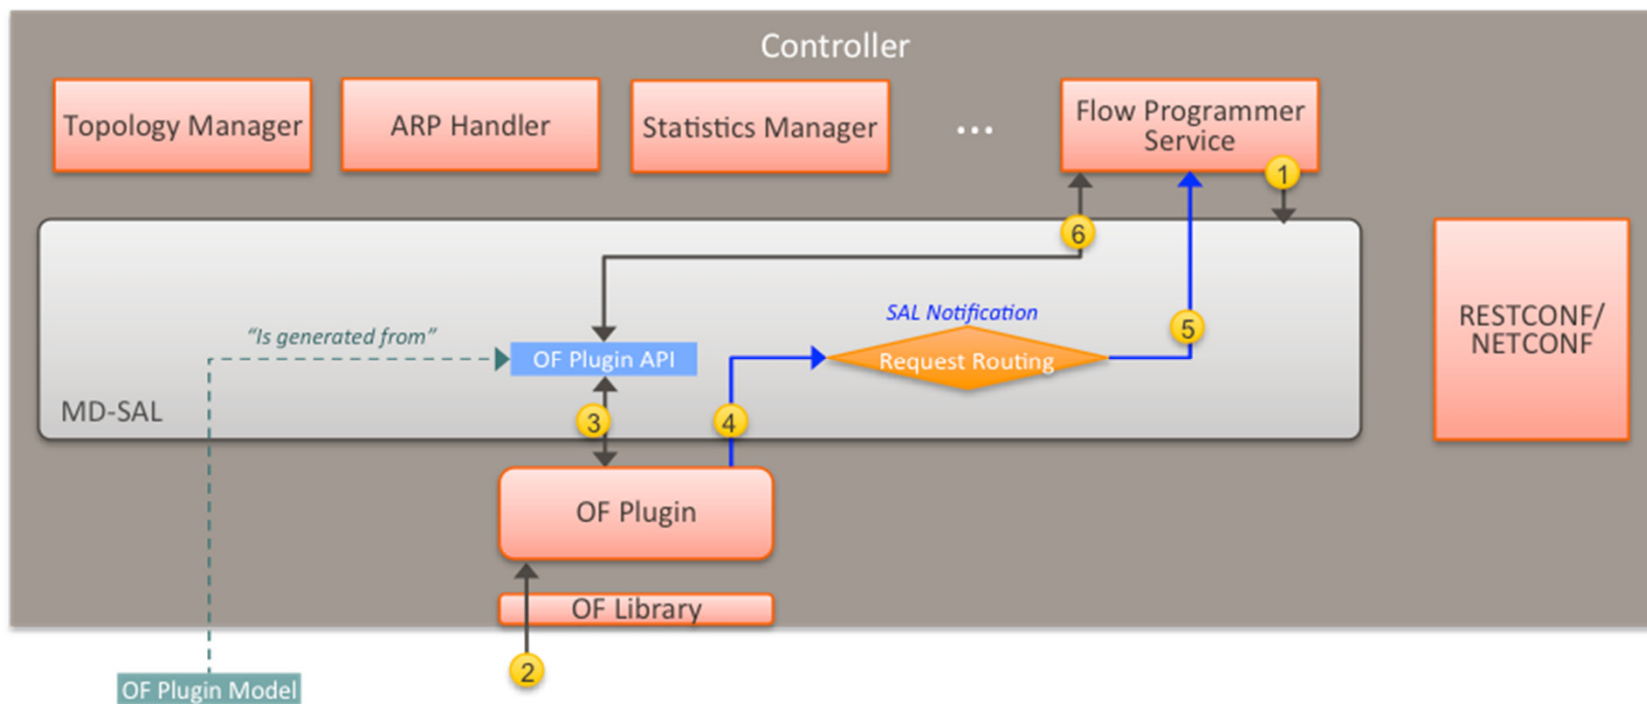 Controller
Topology Manager
ARP Handler
Statistics Manager
...
Flow Programmer
Service
1
6
SAL Notification
5
"Is generated from"
OF Plugin API
Request Routing
RESTCONF/
NETCONF
MD-SAL
3
4
OF Plugin
OF Library
2
OF Plugin Model